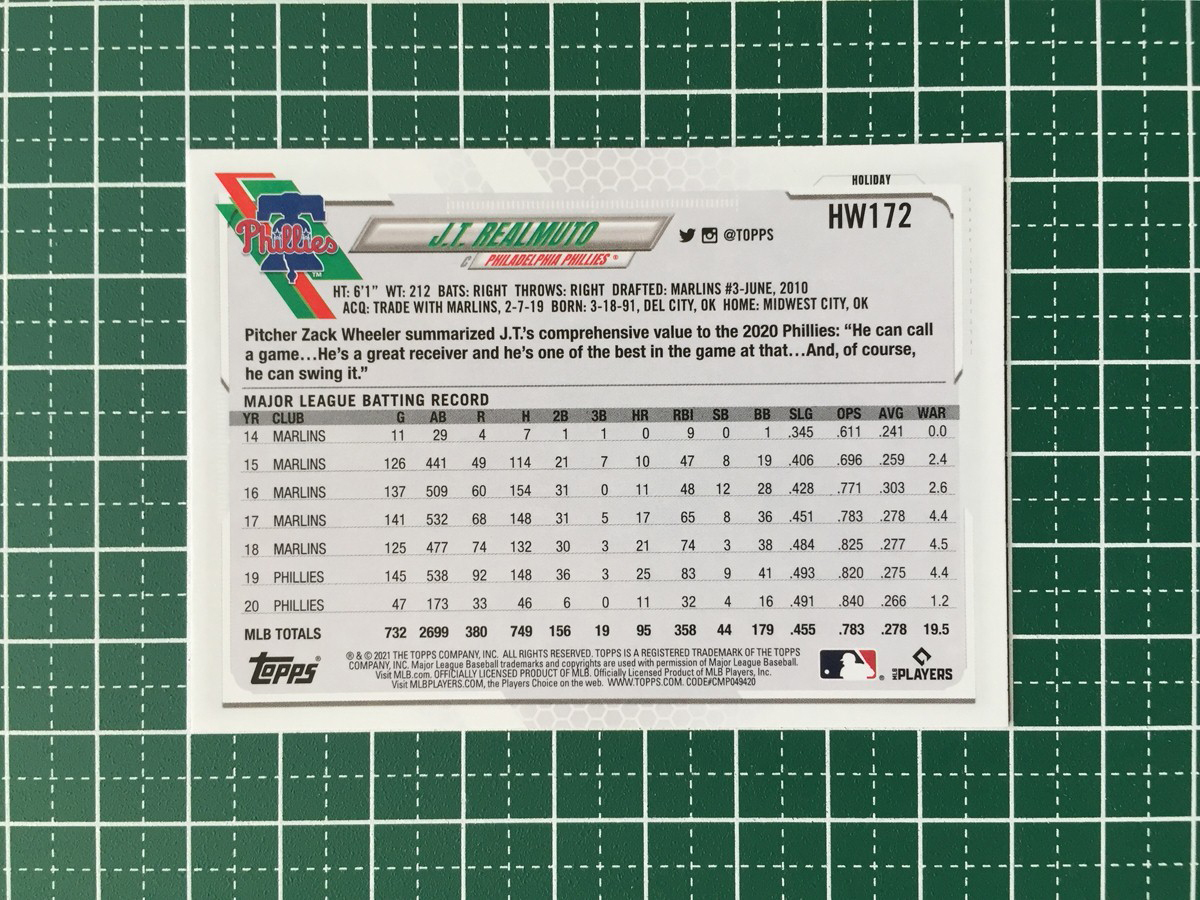 HOLIDAY
HW172
Phillies
TM
J.T. REALMUTO
@TOPPS
C PHILADELPHIA PHILLIES ®
HT: 6'1" WT: 212 BATS: RIGHT THROWS: RIGHT DRAFTED: MARLINS #3-JUNE, 2010
ACQ: TRADE WITH MARLINS, 2-7-19 BORN: 3-18-91, DEL CITY, OK HOME: MIDWEST CITY, OK
Pitcher Zack Wheeler summarized J.T.'s comprehensive value to the 2020 Phillies: “He can call
a game...He's a great receiver and he's one of the best in the game at that...And, of course,
he can swing it.”
MAJOR LEAGUE BATTING RECORD
YR CLUB G AB R H 2B 3B HR RBI SB BB SLG OPS AVG WAR
14 MARLINS 11 29 4 7 1 1 0 9 0 1 .345 .611 .241 0.0
15 MARLINS 126 441 49 114 21 7 10 47 8 19 .406 .696 .259 2.4
16 MARLINS 137 509 60 154 31 0 11 48 12 28 .428 .771 .303 2.6
17 MARLINS 141 532 68 148 31 5 17 65 8 36 .451 .783 .278 4.4
18 MARLINS 125 477 74 132 30 3 21 74 3 38 .484 .825 .277 4.5
19 PHILLIES 145 538 92 148 36 3 25 83 9 41 .493 .820 .275 4.4
20 PHILLIES 47 173 33 46 6 0 11 32 4 16 .491 .840 .266 1.2
MLB TOTALS 732 2699 380 749 156 19 95 358 44 179 .455 .783 .278 19.5
topps®
® & © 2021 THE TOPPS COMPANY, INC. ALL RIGHTS RESERVED. TOPPS IS A REGISTERED TRADEMARK OF THE TOPPS
COMPANY, INC. Major League Baseball trademarks and copyrights are used with permission of Major League Baseball.
Visit MLB.com. OFFICIALLY LICENSED PRODUCT OF MLB. Officially Licensed Product of MLB Players, Inc.
Visit MLBPLAYERS.COM, the Players Choice on the web. WWW.TOPPS.COM. CODE#CMP049420
®
MLB PLAYERS